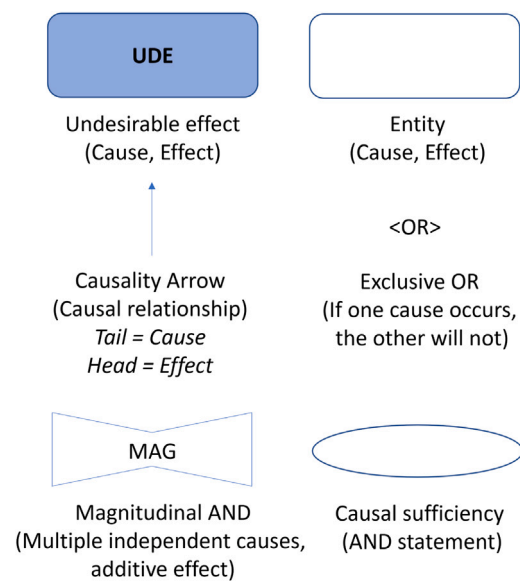 UDE
Undesirable effect
(Cause, Effect)
Entity
(Cause, Effect)
Causality Arrow
(Causal relationship)
Tail = Cause
Head = Effect
<OR>
Exclusive OR
(If one cause occurs,
the other will not)
MAG
Magnitudinal AND
(Multiple independent causes,
additive effect)
Causal sufficiency
(AND statement)